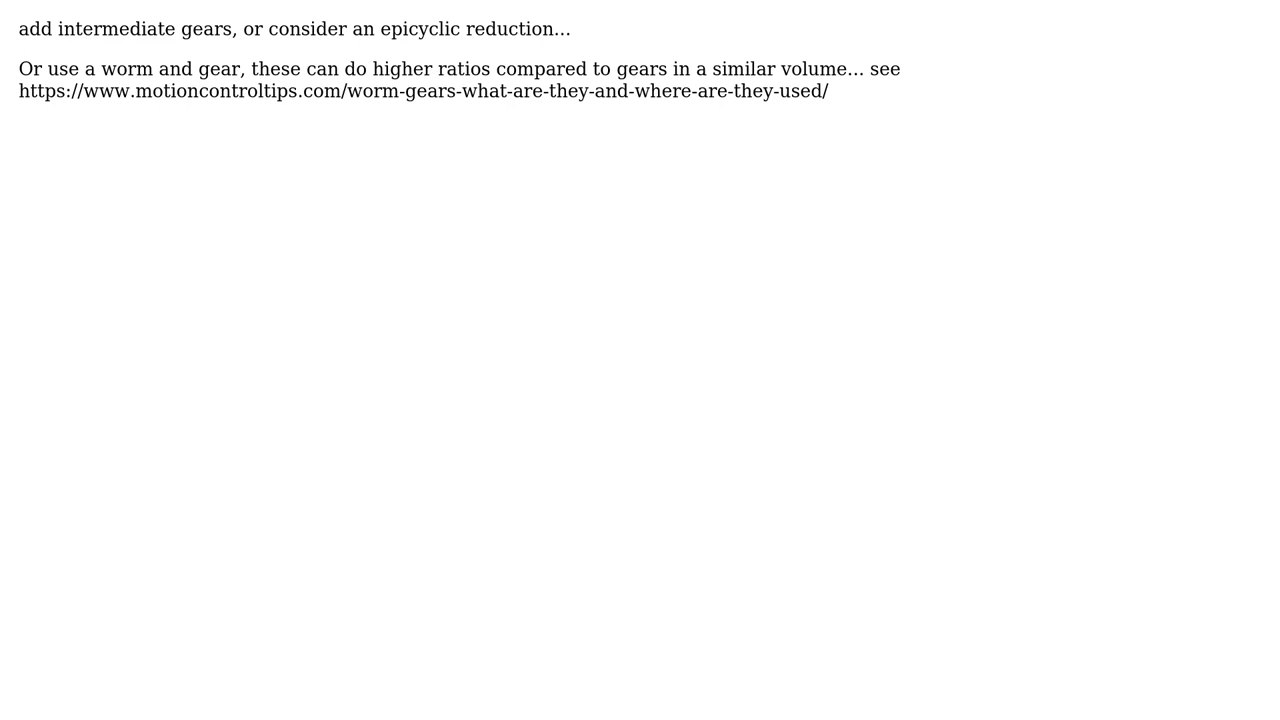 add intermediate gears, or consider an epicyclic reduction...
Or use a worm and gear, these can do higher ratios compared to gears in a similar volume... see
https://www.motioncontroltips.com/worm-gears-what-are-they-and-where-are-they-used/